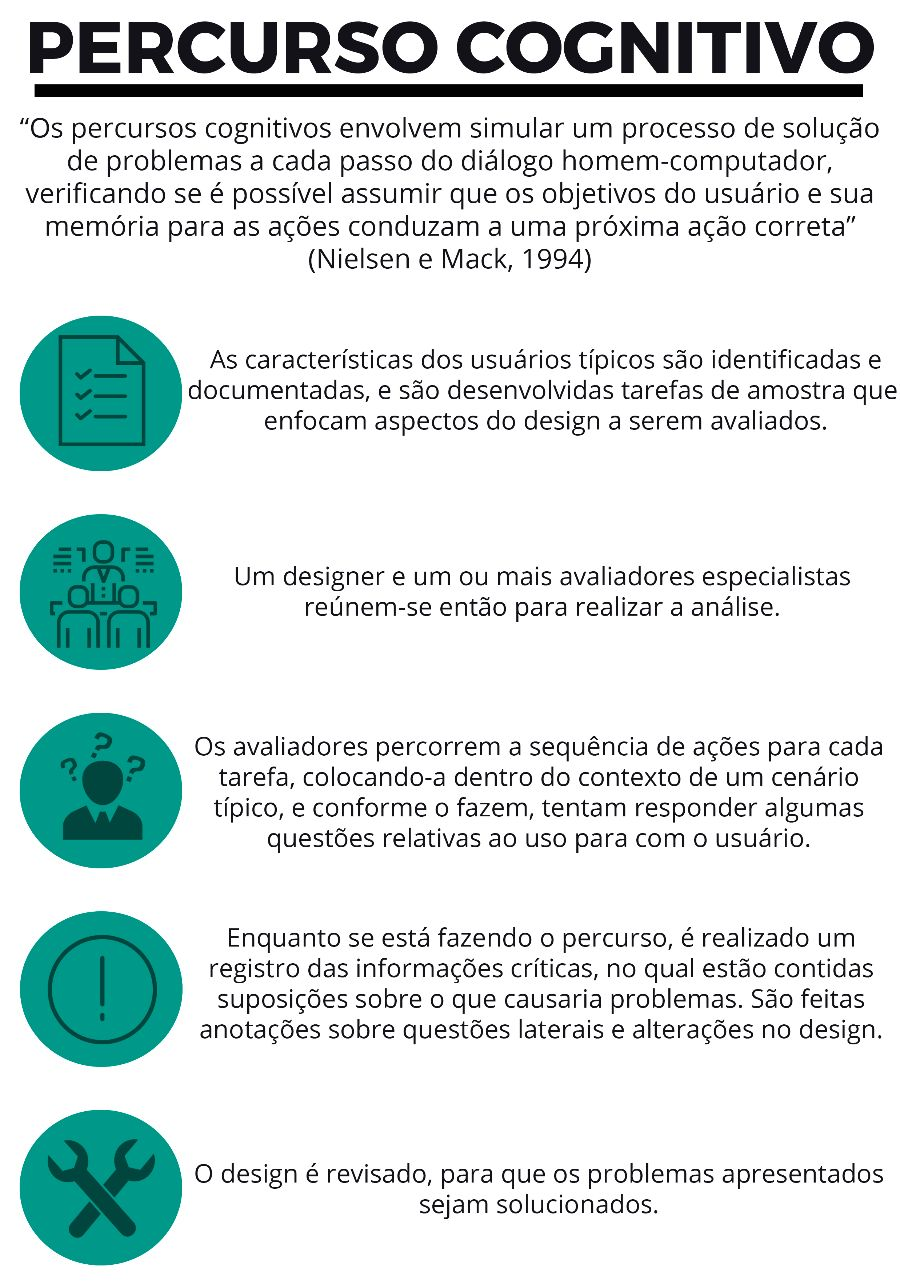 PERCURSO COGNITIVO
“Os percursos cognitivos envolvem simular um processo de solução
de problemas a cada passo do diálogo homem-computador,
verificando se é possível assumir que os objetivos do usuário e sua
memória para as ações conduzam a uma próxima ação correta”
(Nielsen e Mack, 1994)
As características dos usuários típicos são identificadas e
documentadas, e são desenvolvidas tarefas de amostra que
enfocam aspectos do design a serem avaliados.
Um designer e um ou mais avaliadores especialistas
reúnem-se então para realizar a análise.
Os avaliadores percorrem a sequência de ações para cada
tarefa, colocando-a dentro do contexto de um cenário
típico, e conforme o fazem, tentam responder algumas
questões relativas ao uso para com o usuário.
Enquanto se está fazendo o percurso, é realizado um
registro das informações críticas, no qual estão contidas
suposições sobre o que causaria problemas. São feitas
anotações sobre questões laterais e alterações no design.
O design é revisado, para que os problemas apresentados
sejam solucionados.